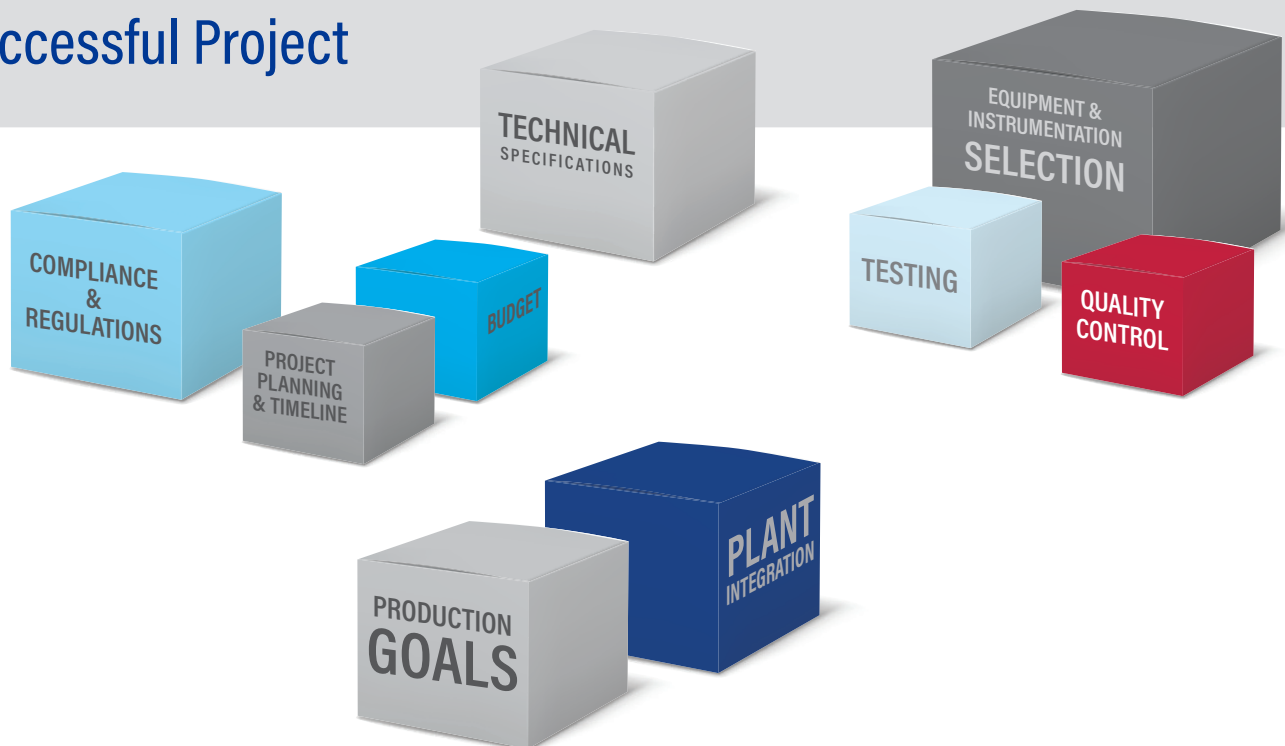 ccessful Project
TECHNICAL
SPECIFICATIONS
EQUIPMENT &
INSTRUMENTATION
SELECTION
COMPLIANCE
&
REGULATIONS
BUDGET
PROJECT
PLANNING
& TIMELINE
TESTING
QUALITY
CONTROL
PLANT
INTEGRATION
PRODUCTION
GOALS